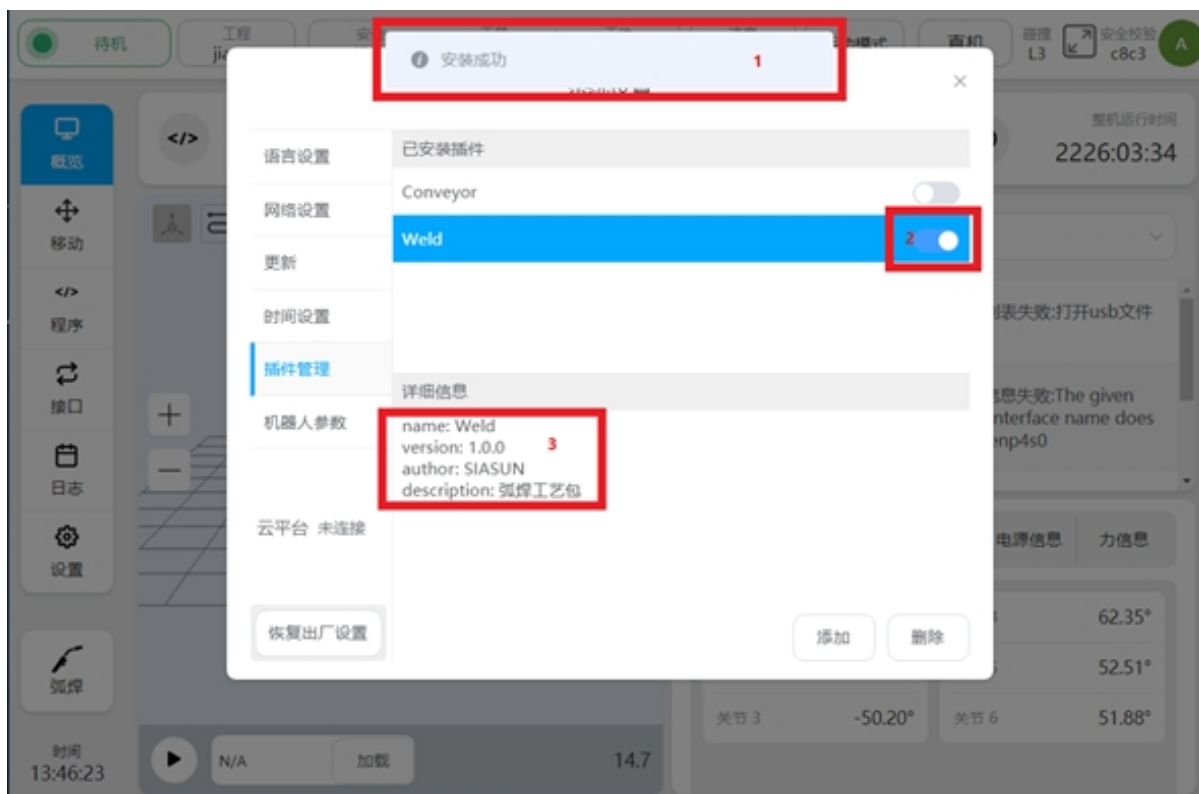 待机
工程
安装成功
1
碰撞
L3
安全校验
c8c3
A
概览
</>
整机运行时间
2226:03:34
语言设置
已安装插件
Conveyor
网络设置
移动
Weld
2
更新
</>
程序
时间设置
列表失败:打开usb文件
插件管理
详细信息
接口
机器人参数
name: Weld
version: 1.0.0
3
author: SIASUN
description: 弧焊工艺包
信息失败:The given
interface name does
enp4s0
日志
云平台 未连接
设置
电源信息
力信息
恢复出厂设置
添加
删除
62.35°
弧焊
52.51°
关节 3
-50.20°
关节 6
51.88°
时间
13:46:23
N/A
加载
14.7